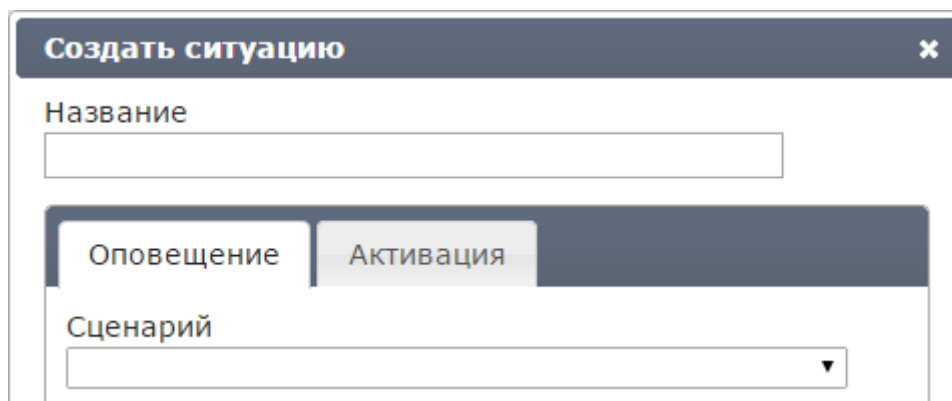 Создать ситуацию
Название
Оповещение Активация
Сценарий